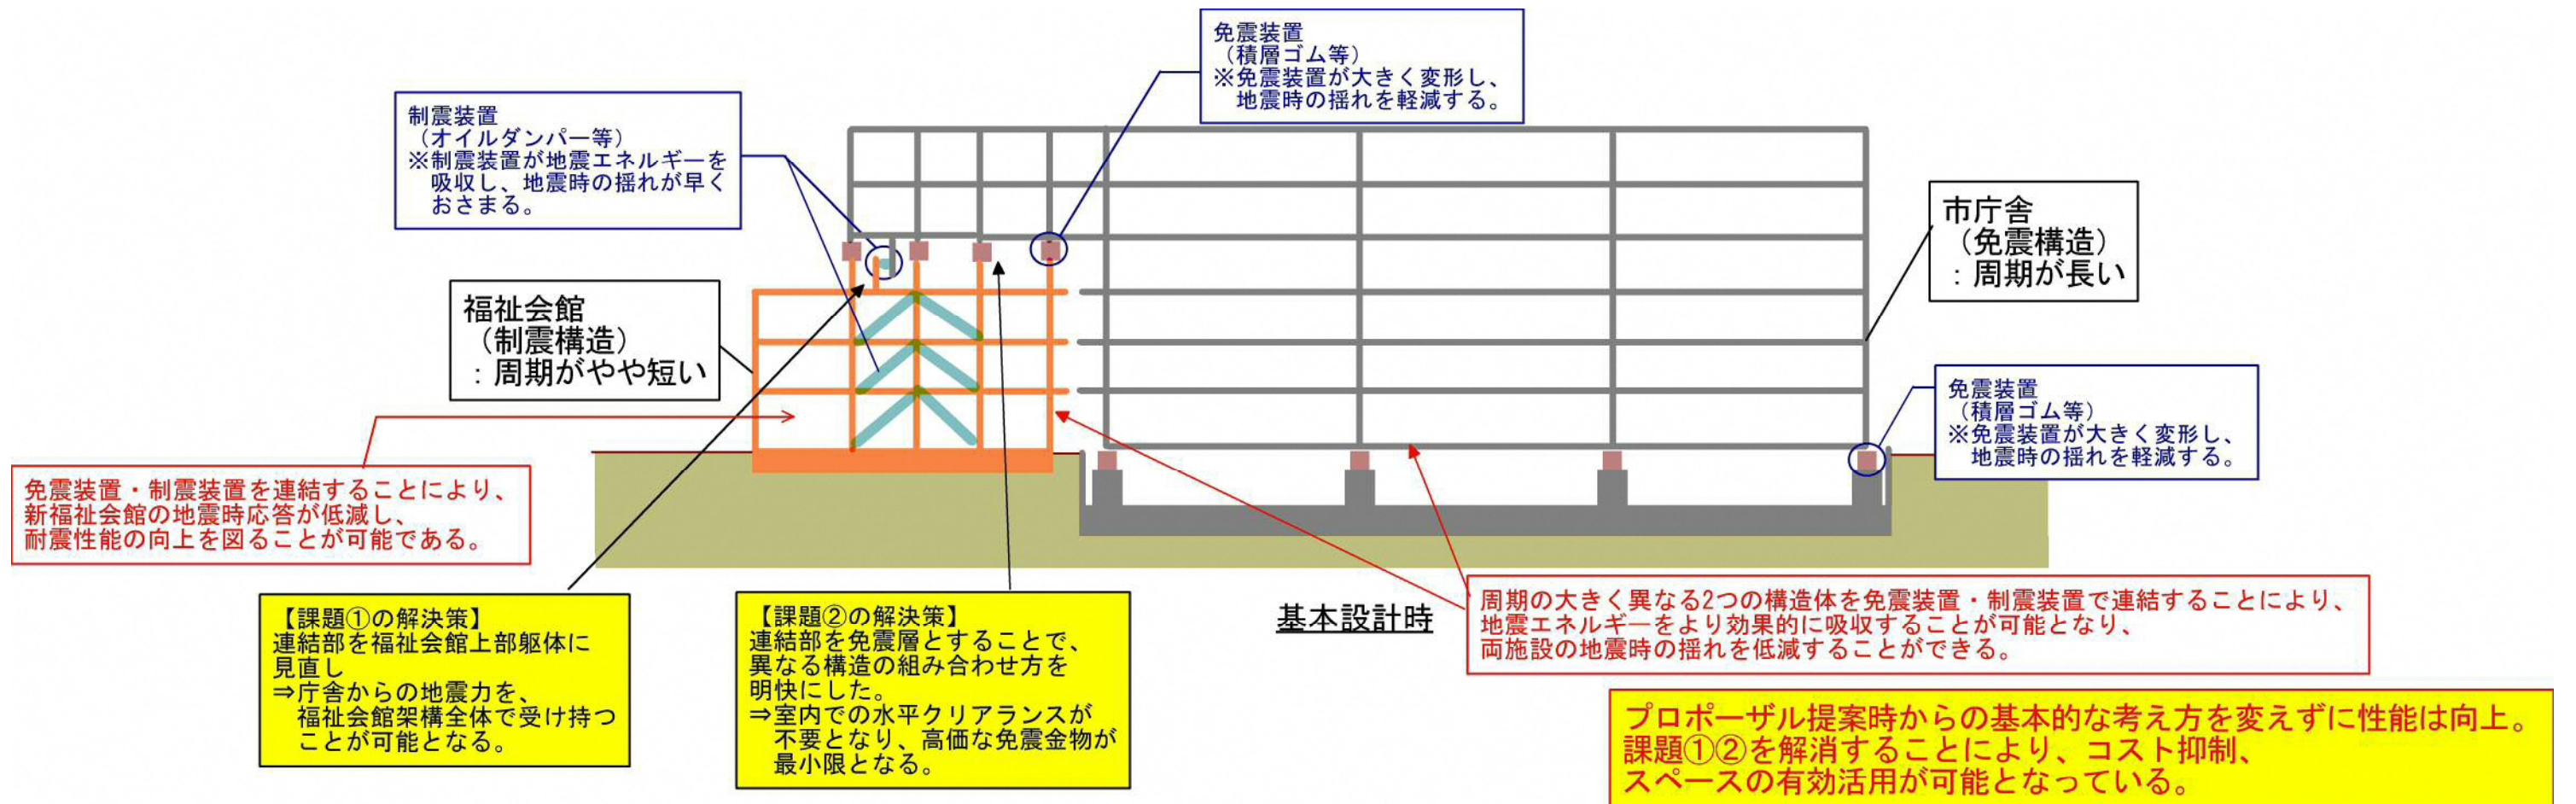 免震装置
（積層ゴム等）
※免震装置が大きく変形し、
地震時の揺れを軽減する。
制震装置
（オイルダンパー等）
※制震装置が地震エネルギーを
吸収し、地震時の揺れが早く
おさまる。
市庁舎
（免震構造）
：周期が長い
福祉会館
（制震構造）
：周期がやや短い
免震装置
（積層ゴム等）
※免震装置が大きく変形し、
地震時の揺れを軽減する。
免震装置・制震装置を連結することにより、
新福祉会館の地震時応答が低減し、
耐震性能の向上を図ることが可能である。
【課題①の解決策】
連結部を福祉会館上部躯体に
見直し
⇒庁舎からの地震力を、
福祉会館架構全体で受け持つ
ことが可能となる。
【課題②の解決策】
連結部を免震層とすることで、
異なる構造の組み合わせ方を
明快にした。
⇒室内での水平クリアランスが
不要となり、高価な免震金物が
最小限となる。
基本設計時
周期の大きく異なる2つの構造体を免震装置・制震装置で連結することにより、
地震エネルギーをより効果的に吸収することが可能となり、
両施設の地震時の揺れを低減することができる。
プロポーザル提案時からの基本的な考え方を変えずに性能は向上。
課題①②を解消することにより、コスト抑制、
スペースの有効活用が可能となっている。